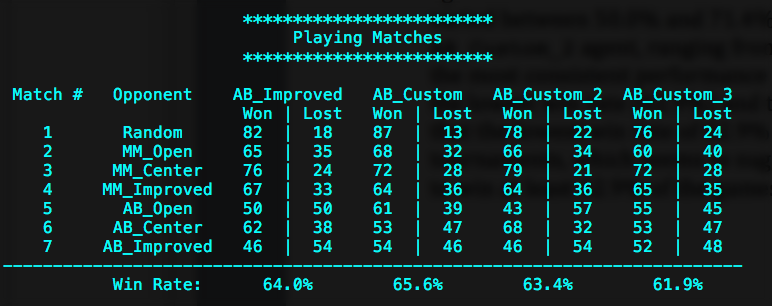 *************************
Playing Matches
*************************
Match # Opponent AB_Improved AB_Custom AB_Custom_2 AB_Custom_3
Won | Lost Won | Lost Won | Lost Won | Lost
1 Random 82 | 18 87 | 13 78 | 22 76 | 24
2 MM_Open 65 | 35 68 | 32 66 | 34 60 | 40
3 MM_Center 76 | 24 72 | 28 79 | 21 72 | 28
4 MM_Improved 67 | 33 64 | 36 64 | 36 65 | 35
5 AB_Open 50 | 50 61 | 39 43 | 57 55 | 45
6 AB_Center 62 | 38 53 | 47 68 | 32 53 | 47
7 AB_Improved 46 | 54 54 | 46 46 | 54 52 | 48
--------------------------------------------------------------------------
Win Rate: 64.0% 65.6% 63.4% 61.9%